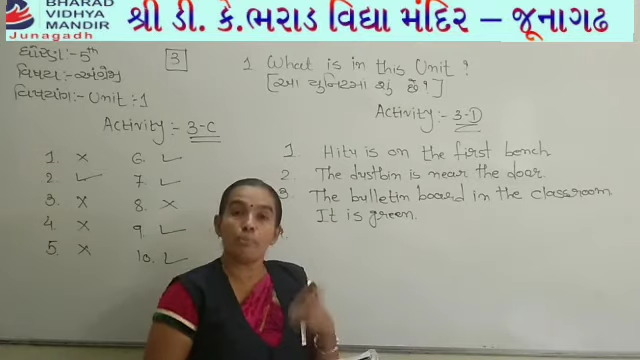 BHARAD
VIDHYA
MANDIR
Junagadh
શ્રી ડી. કે.ભરાડ વિદ્યા મંદિર – જૂનાગઢ
ધોરણ :- 5th
વિષય :- અંગ્રેજી
વિષયાંગ :- Unit :- 1
3
Activity :- 3-C
1. ×
2. ✓
3. ×
4. ×
5. ×
6. ✓
7. ✓
8. ×
9. ✓
10. ✓
1 What is in this Unit ?
[આ યુનિટમાં શું છે ?]
Activity :- 3-D
1. Hitu is on the first bench
2. The dustbin is near the door.
3. The bulletin board in the classroom
It is green.